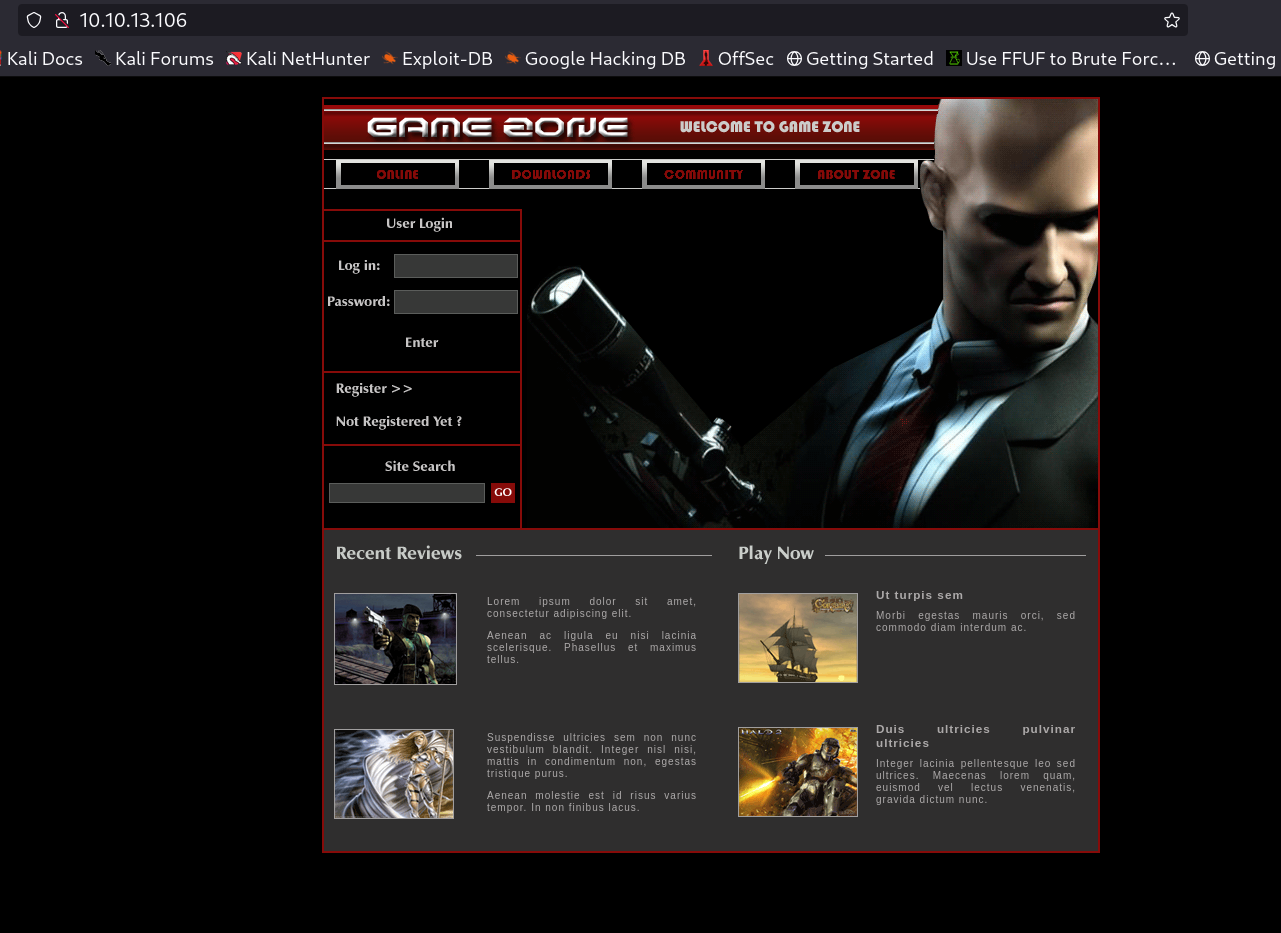 10.10.13.106
Kali Docs Kali Forums Kali NetHunter Exploit-DB Google Hacking DB OffSec Getting Started Use FFUF to Brute Forc… Getting
GAME ZONE WELCOME TO GAME ZONE
ONLINE DOWNLOADS COMMUNITY ABOUT ZONE
User Login
Log in:
Password:
Enter
Register >>
Not Registered Yet ?
Site Search
GO
Recent Reviews
Lorem ipsum dolor sit amet,
consectetur adipiscing elit.
Aenean ac ligula eu nisi lacinia
scelerisque. Phasellus et maximus
tellus.
Suspendisse ultricies sem non nunc
vestibulum blandit. Integer nisl nisi,
mattis in condimentum non, egestas
tristique purus.
Aenean molestie est id risus varius
tempor. In non finibus lacus.
Play Now
Ut turpis sem
Morbi egestas mauris orci, sed
commodo diam interdum ac.
HALO 2
Duis ultricies pulvinar
ultricies
Integer lacinia pellentesque leo sed
ultrices. Maecenas lorem quam,
euismod vel lectus venenatis,
gravida dictum nunc.